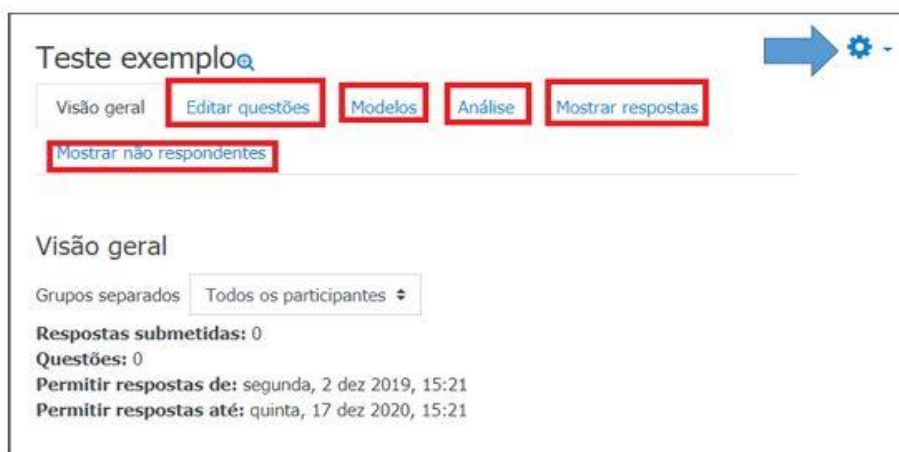 Teste exemplo
Visão geral Editar questões Modelos Análise Mostrar respostas
Mostrar não respondentes
Visão geral
Grupos separados Todos os participantes
Respostas submetidas: 0
Questões: 0
Permitir respostas de: segunda, 2 dez 2019, 15:21
Permitir respostas até: quinta, 17 dez 2020, 15:21